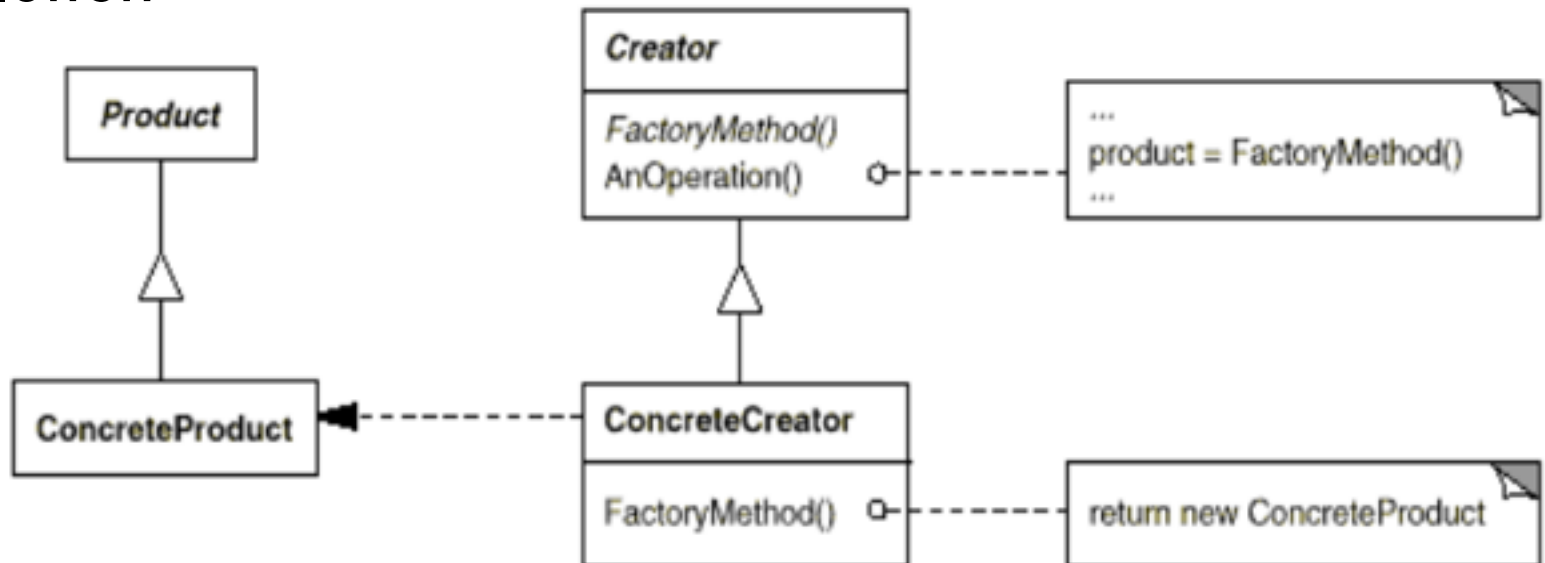 Product
Creator
FactoryMethod()
AnOperation()
...
product = FactoryMethod()
...
ConcreteProduct
ConcreteCreator
FactoryMethod()
return new ConcreteProduct